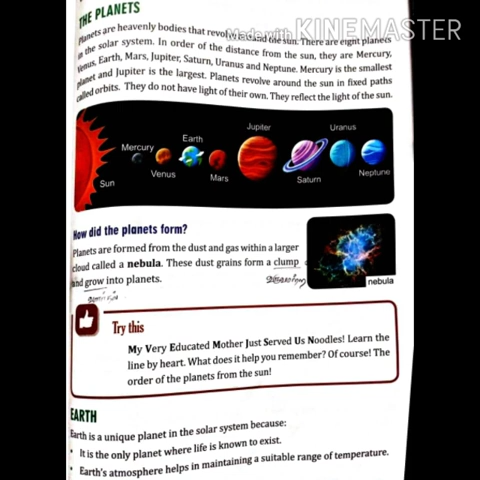 THE PLANETS
Made with KINEMASTER
Planets are heavenly bodies that revolve around the sun. There are eight planets
in the solar system. In order of the distance from the sun, they are Mercury,
Venus, Earth, Mars, Jupiter, Saturn, Uranus and Neptune. Mercury is the smallest
planet and Jupiter is the largest. Planets revolve around the sun in fixed paths
called orbits. They do not have light of their own. They reflect the light of the sun.
Sun
Mercury
Venus
Earth
Mars
Jupiter
Saturn
Uranus
Neptune
How did the planets form?
Planets are formed from the dust and gas within a larger
cloud called a nebula. These dust grains form a clump
and grow into planets.
nebula
Try this
My Very Educated Mother Just Served Us Noodles! Learn the
line by heart. What does it help you remember? Of course! The
order of the planets from the sun!
EARTH
Earth is a unique planet in the solar system because:
• It is the only planet where life is known to exist.
• Earth's atmosphere helps in maintaining a suitable range of temperature.